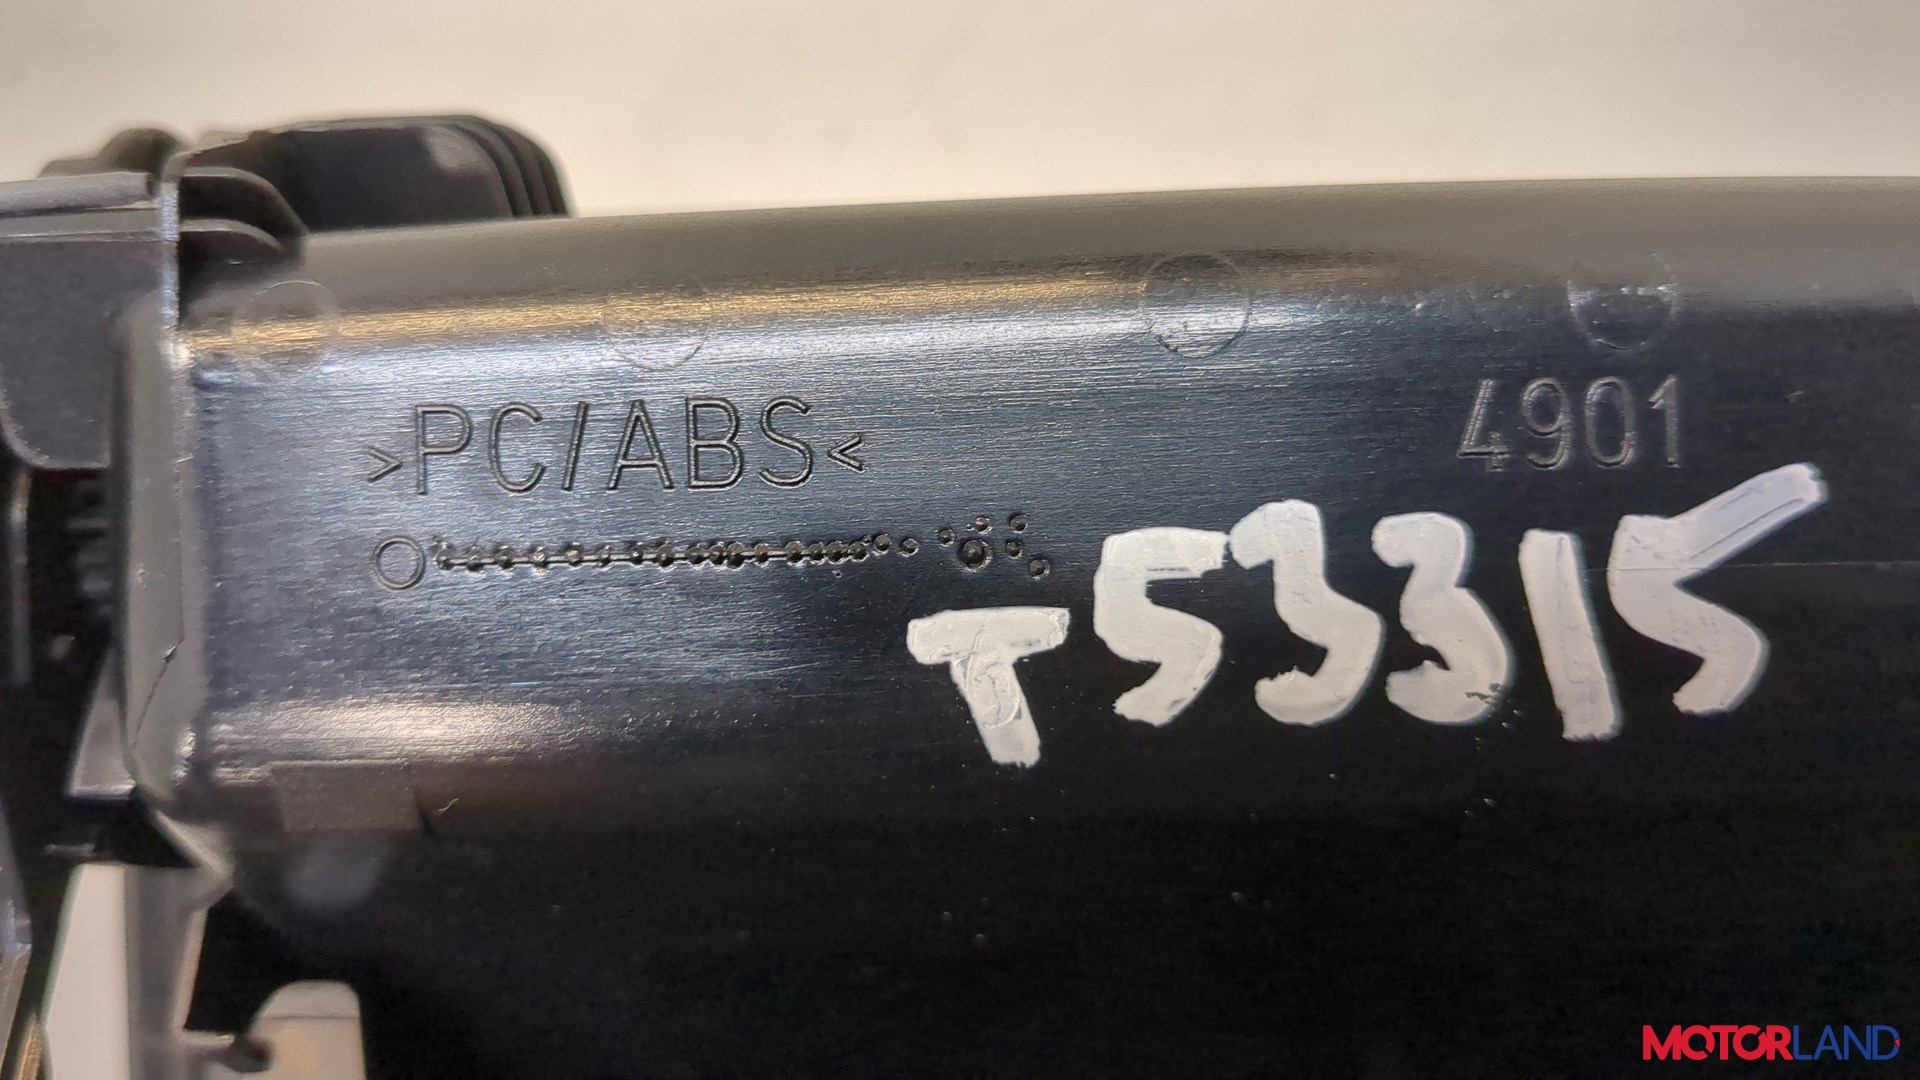 >PC/ABS<
4901
T53315
MOTORLAND